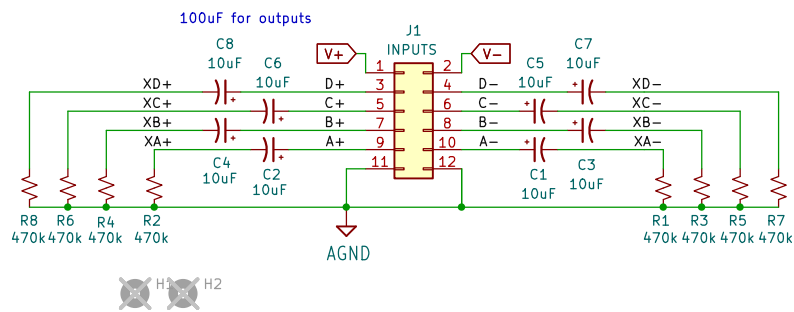 100uF for outputs
J1
INPUTS
C8
10uF
C6
10uF
V+
V-
C5
10uF
C7
10uF
1 2
XD+ + D+ 3 4 D- + XD-
XC+ + C+ 5 6 C- + XC-
XB+ + B+ 7 8 B- + XB-
XA+ + A+ 9 10 A- + XA-
11 12
C4
10uF
C2
10uF
C1
10uF
C3
10uF
R8 R6 R4 R2 R1 R3 R5 R7
470k 470k 470k 470k 470k 470k 470k 470k
AGND
H1 H2